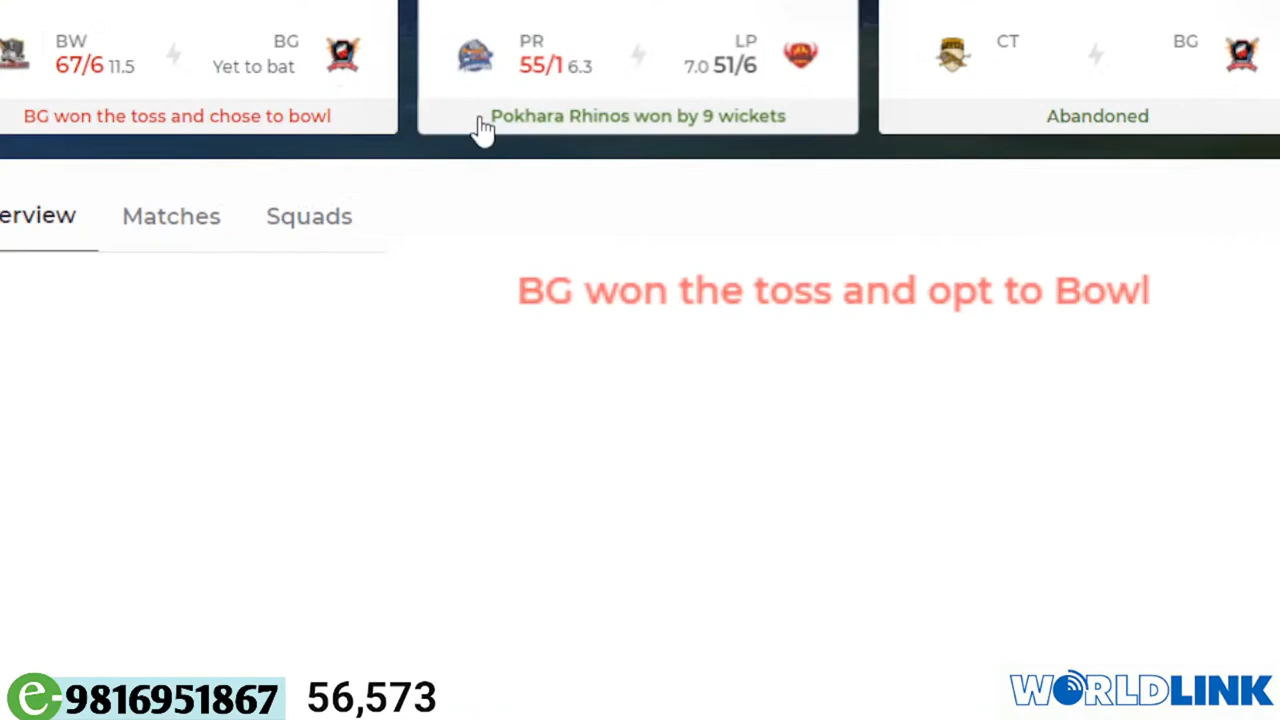 BW
67/6 11.5
BG
Yet to bat
BG won the toss and chose to bowl
PR
55/1 6.3
LP
7.0 51/6
Pokhara Rhinos won by 9 wickets
CT
BG
Abandoned
erview Matches Squads
BG won the toss and opt to Bowl
e-9816951867 56,573
WORLDLINK